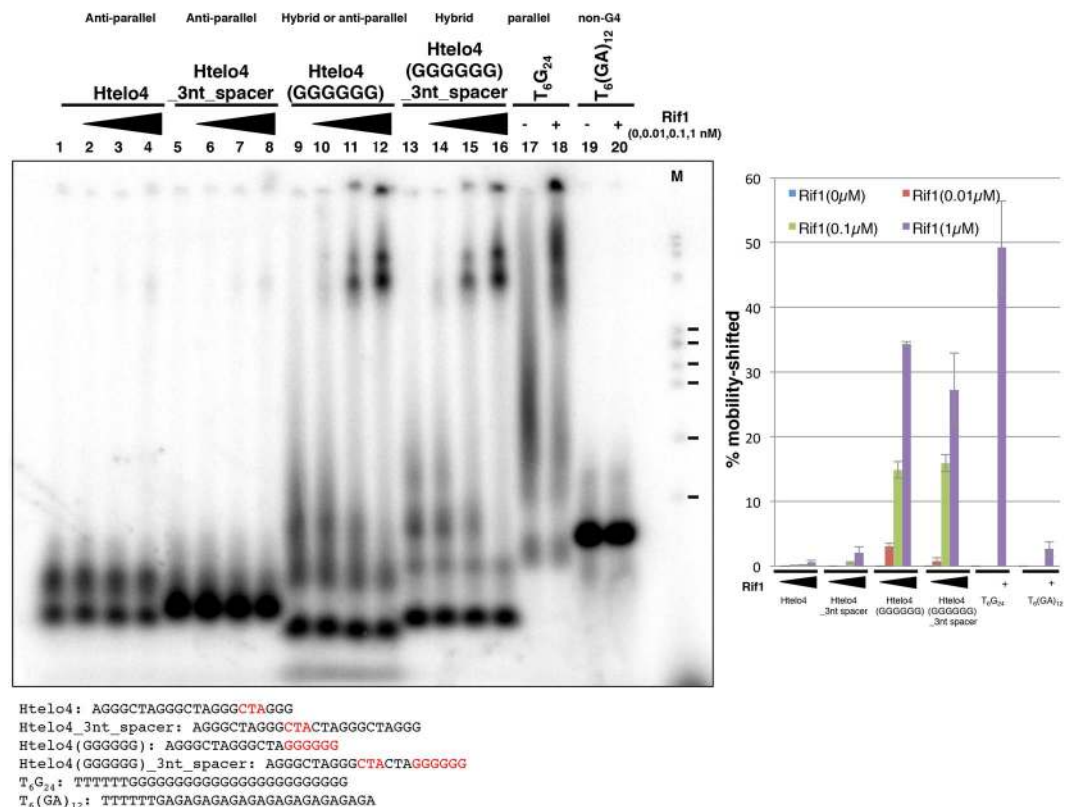 Anti-parallel Anti-parallel Hybrid or anti-parallel Hybrid parallel non-G4
Htelo4
Htelo4
_3nt_spacer
Htelo4
(GGGGGG)
Htelo4
(GGGGGG)
_3nt_spacer
T6G24
T6(GA)12
- + - +
Rif1
(0,0.01,0.1,1 nM)
1 2 3 4 5 6 7 8 9 10 11 12 13 14 15 16 17 18 19 20
M
60
50
40
30
20
10
0
% mobility-shifted
Rif1(0μM) Rif1(0.01μM)
Rif1(0.1μM) Rif1(1μM)
Rif1 + +
Htelo4
Htelo4
_3nt spacer
Htelo4
(GGGGGG)
Htelo4
(GGGGGG)
_3nt spacer
T6G24
T6(GA)12
Htelo4: AGGGCTAGGGCTAGGGCTAGGG
Htelo4_3nt_spacer: AGGGCTAGGGCTACTAGGGCTAGGG
Htelo4(GGGGGG): AGGGCTAGGGCTAGGGGGG
Htelo4(GGGGGG)_3nt_spacer: AGGGCTAGGGCTACTAGGGGGG
T6G24: TTTTTTGGGGGGGGGGGGGGGGGGGGGGGG
T6(GA)12: TTTTTTGAGAGAGAGAGAGAGAGAGAGAGA